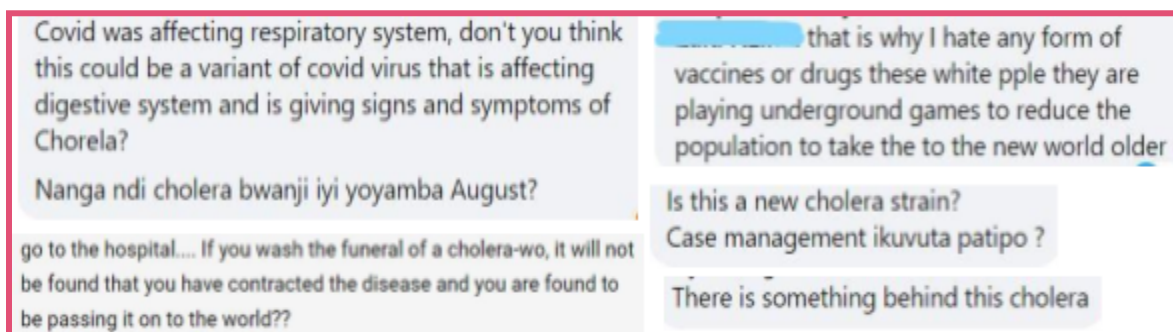 Covid was affecting respiratory system, don't you think
this could be a variant of covid virus that is affecting
digestive system and is giving signs and symptoms of
Chorela?
Nanga ndi cholera bwanji iyi yoyamba August?
go to the hospital.... If you wash the funeral of a cholera-wo, it will not
be found that you have contracted the disease and you are found to
be passing it on to the world??
that is why I hate any form of
vaccines or drugs these white pple they are
playing underground games to reduce the
population to take the to the new world older
Is this a new cholera strain?
Case management ikuvuta patipo ?
There is something behind this cholera